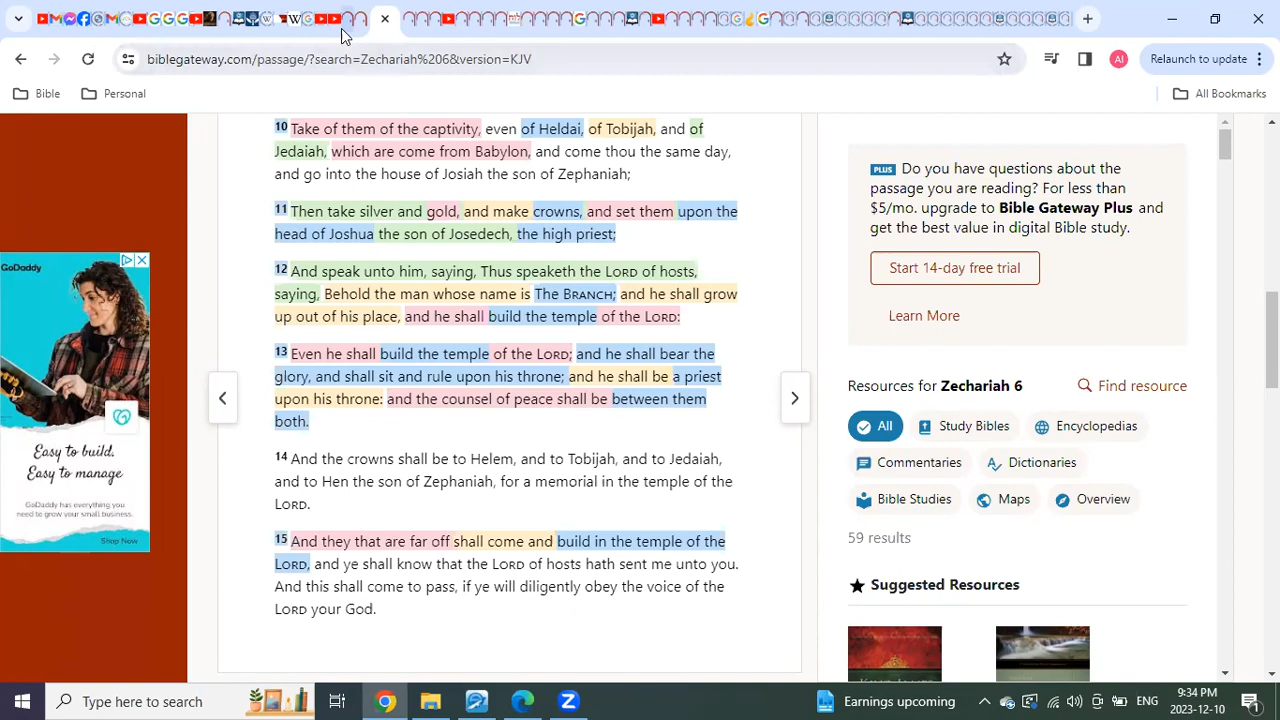 biblegateway.com/passage/?search=Zechariah%206&version=KJV
AI
Relaunch to update
Bible
Personal
All Bookmarks
10 Take of them of the captivity, even of Heldai, of Tobijah, and of
Jedaiah, which are come from Babylon, and come thou the same day,
and go into the house of Josiah the son of Zephaniah;
11 Then take silver and gold, and make crowns, and set them upon the
head of Joshua the son of Josedech, the high priest;
12 And speak unto him, saying, Thus speaketh the LORD of hosts,
saying, Behold the man whose name is The BRANCH; and he shall grow
up out of his place, and he shall build the temple of the LORD:
13 Even he shall build the temple of the LORD; and he shall bear the
glory, and shall sit and rule upon his throne; and he shall be a priest
upon his throne: and the counsel of peace shall be between them
both.
14 And the crowns shall be to Helem, and to Tobijah, and to Jedaiah,
and to Hen the son of Zephaniah, for a memorial in the temple of the
LORD.
15 And they that are far off shall come and build in the temple of the
LORD, and ye shall know that the LORD of hosts hath sent me unto you.
And this shall come to pass, if ye will diligently obey the voice of the
LORD your God.
GoDaddy
Easy to build.
Easy to manage
GoDaddy has everything you
need to grow your small business.
Shop Now
PLUS Do you have questions about the
passage you are reading? For less than
$5/mo. upgrade to Bible Gateway Plus and
get the best value in digital Bible study.
Start 14-day free trial
Learn More
Resources for Zechariah 6
Find resource
All
Study Bibles
Encyclopedias
Commentaries
Dictionaries
Bible Studies
Maps
Overview
59 results
Suggested Resources
Type here to search
Earnings upcoming
ENG
9:34 PM
2023-12-10